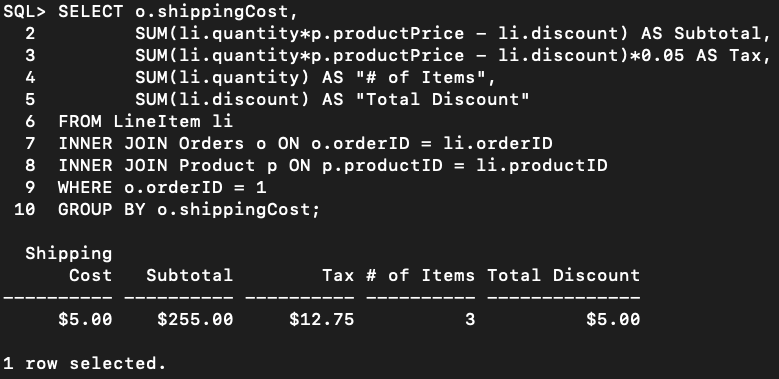 SQL> SELECT o.shippingCost,
  2         SUM(li.quantity*p.productPrice – li.discount) AS Subtotal,
  3         SUM(li.quantity*p.productPrice – li.discount)*0.05 AS Tax,
  4         SUM(li.quantity) AS "# of Items",
  5         SUM(li.discount) AS "Total Discount"
  6  FROM LineItem li
  7  INNER JOIN Orders o ON o.orderID = li.orderID
  8  INNER JOIN Product p ON p.productID = li.productID
  9  WHERE o.orderID = 1
 10  GROUP BY o.shippingCost;
  Shipping
      Cost   Subtotal        Tax # of Items Total Discount
---------- ---------- ---------- ---------- --------------
     $5.00    $255.00     $12.75          3          $5.00
1 row selected.